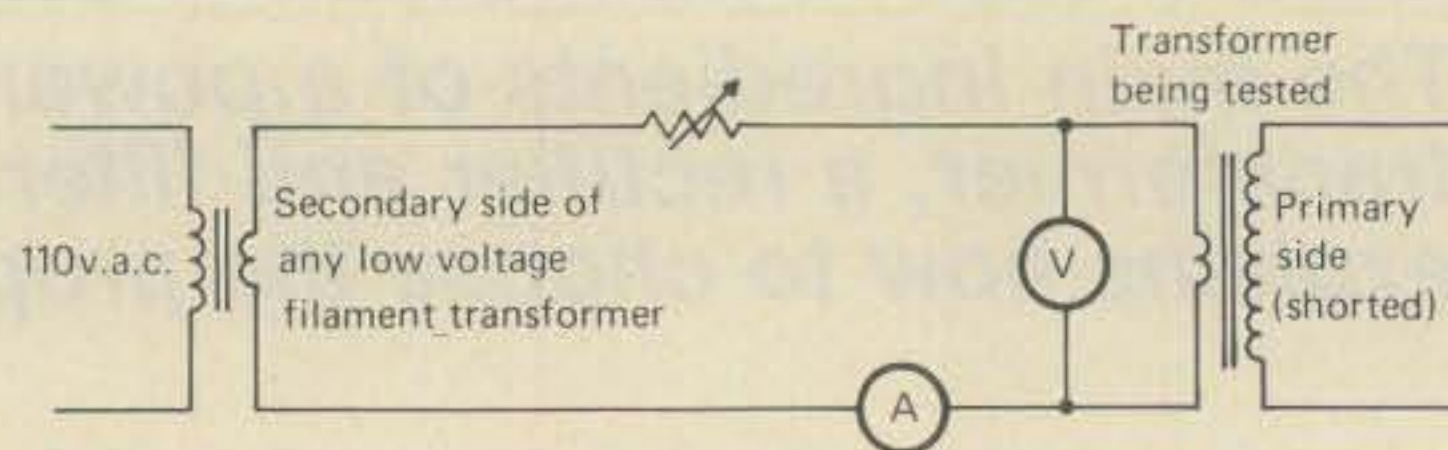 Transformer
being tested
110v.a.c.
Secondary side of
any low voltage
filament transformer
V
A
Primary
side
(shorted)